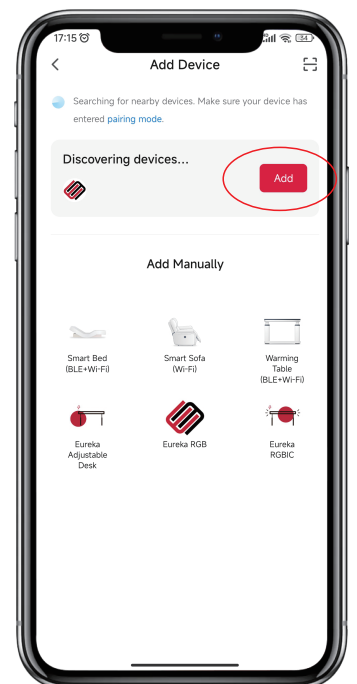 17:15
54
Add Device
Searching for nearby devices. Make sure your device has
entered pairing mode.
Discovering devices...
Add
Add Manually
Smart Bed
(BLE+Wi-Fi)
Smart Sofa
(Wi-Fi)
Warming
Table
(BLE+Wi-Fi)
Eureka
Adjustable
Desk
Eureka RGB
Eureka
RGBIC